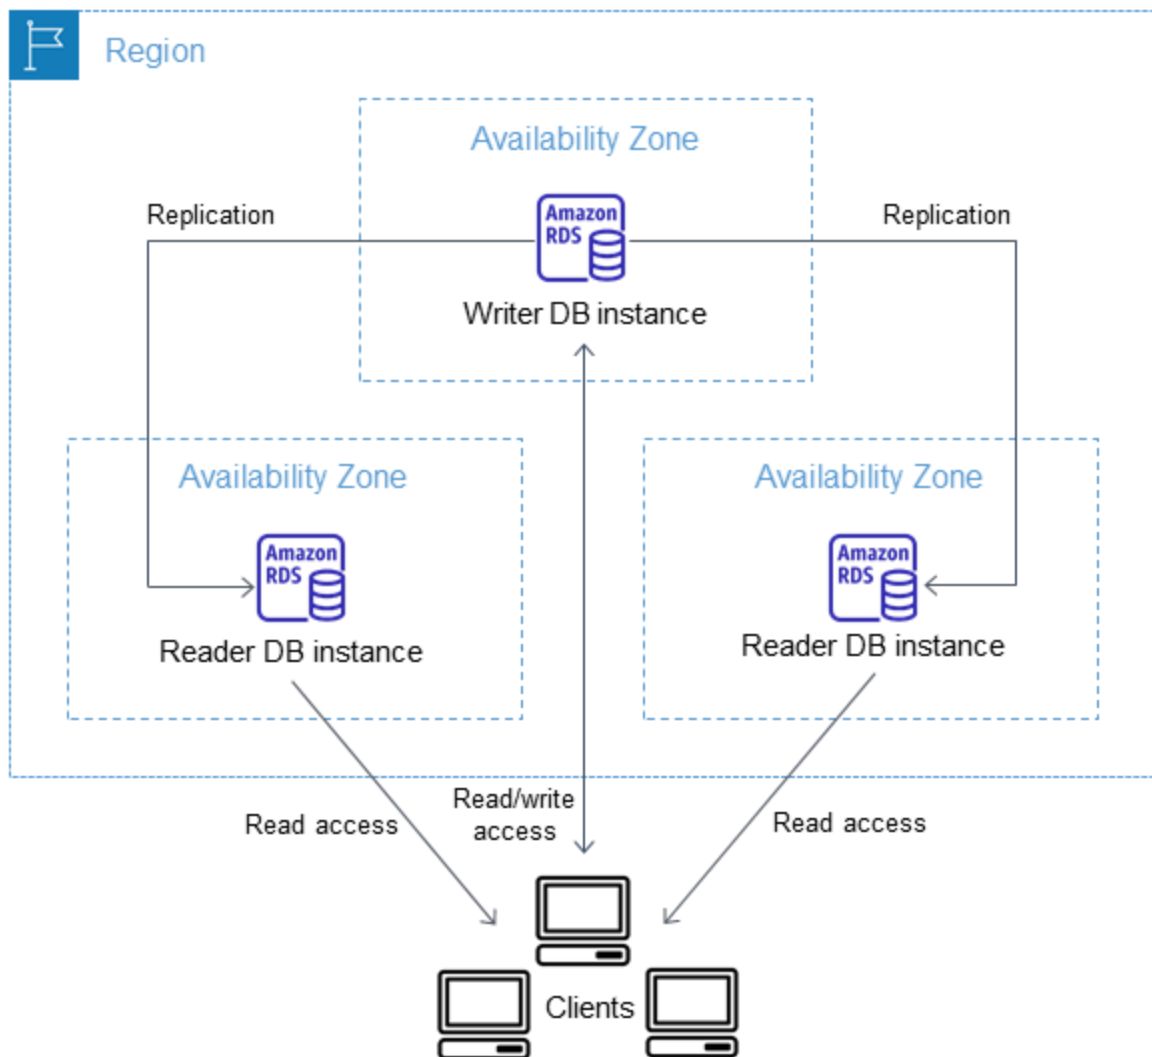 Region
Availability Zone
Replication
Amazon
RDS
Replication
Writer DB instance
Availability Zone
Availability Zone
Amazon
RDS
Amazon
RDS
Reader DB instance
Reader DB instance
Read access
Read/write
access
Read access
Clients